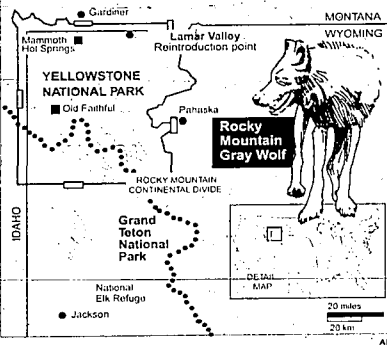 Gardiner
MONTANA
WYOMING
Mammoth
Hot Springs
Lamar Valley
Reintroduction point
YELLOWSTONE
NATIONAL PARK
Old Faithful
Pahaska
Rocky
Mountain
Gray Wolf
ROCKY MOUNTAIN
CONTINENTAL DIVIDE
IDAHO
Grand
Teton
National
Park
DETAIL
MAP
National
Elk Refuge
Jackson
20 miles
20 km